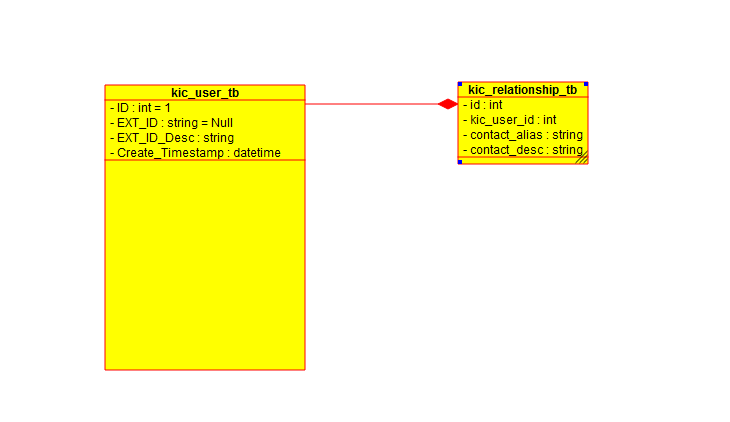 kic_user_tb
- ID : int = 1
- EXT_ID : string = Null
- EXT_ID_Desc : string
- Create_Timestamp : datetime
kic_relationship_tb
- id : int
- kic_user_id : int
- contact_alias : string
- contact_desc : string